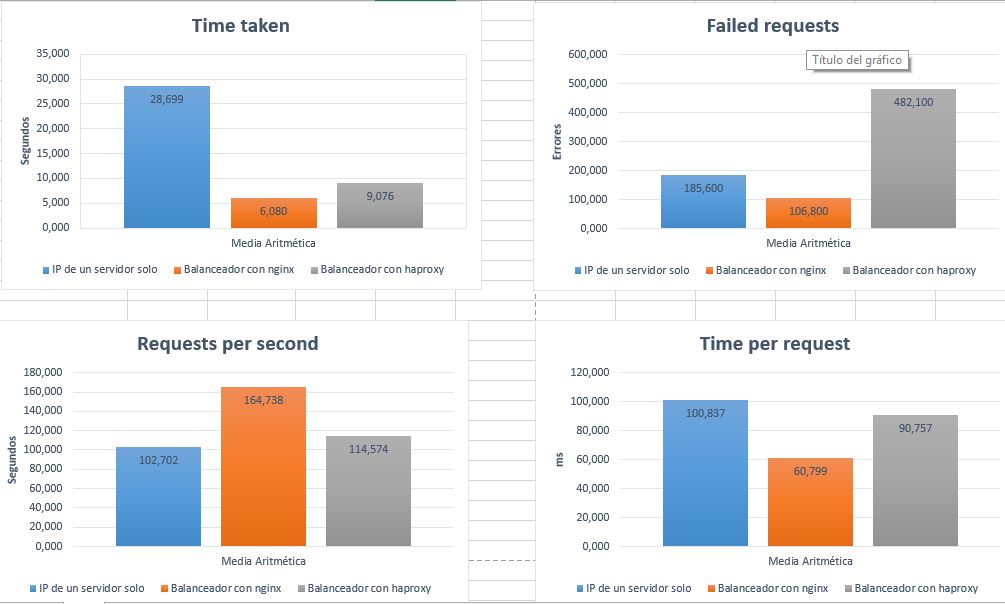 Time taken
35,000
30,000
25,000
20,000
15,000
10,000
5,000
0,000
Segundos
28,699
6,080
9,076
Media Aritmética
IP de un servidor solo
Balanceador con nginx
Balanceador con haproxy
Failed requests
Título del gráfico
600,000
500,000
400,000
300,000
200,000
100,000
0,000
Errores
185,600
106,800
482,100
Media Aritmética
IP de un servidor solo
Balanceador con nginx
Balanceador con haproxy
Requests per second
180,000
160,000
140,000
120,000
100,000
80,000
60,000
40,000
20,000
0,000
Segundos
102,702
164,738
114,574
Media Aritmética
IP de un servidor solo
Balanceador con nginx
Balanceador con haproxy
Time per request
120,000
100,000
80,000
60,000
40,000
20,000
0,000
ms
100,837
60,799
90,757
Media Aritmética
IP de un servidor solo
Balanceador con nginx
Balanceador con haproxy